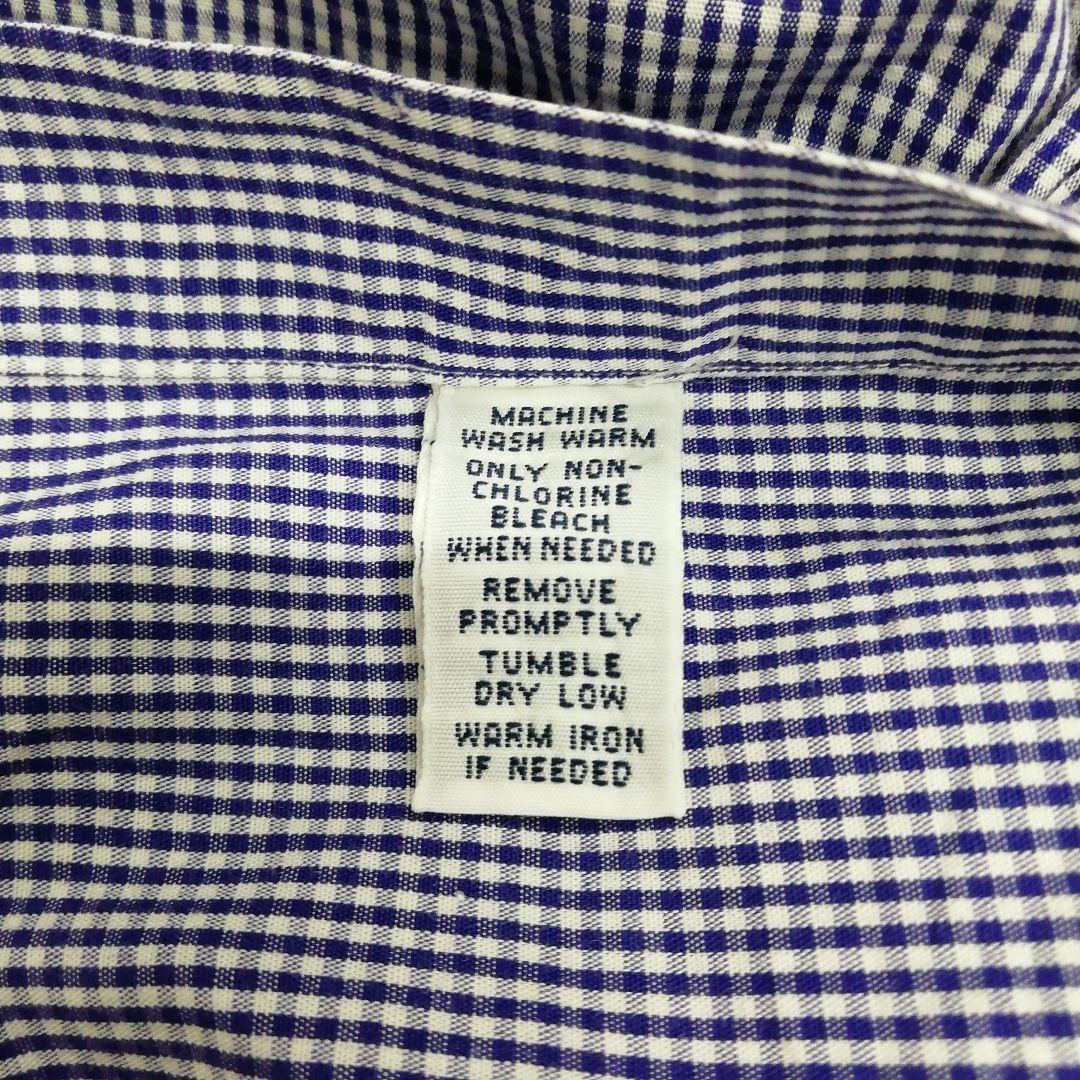 MACHINE
WASH WARM
ONLY NON-
CHLORINE
BLEACH
WHEN NEEDED
REMOVE
PROMPTLY
TUMBLE
DRY LOW
WARM IRON
IF NEEDED